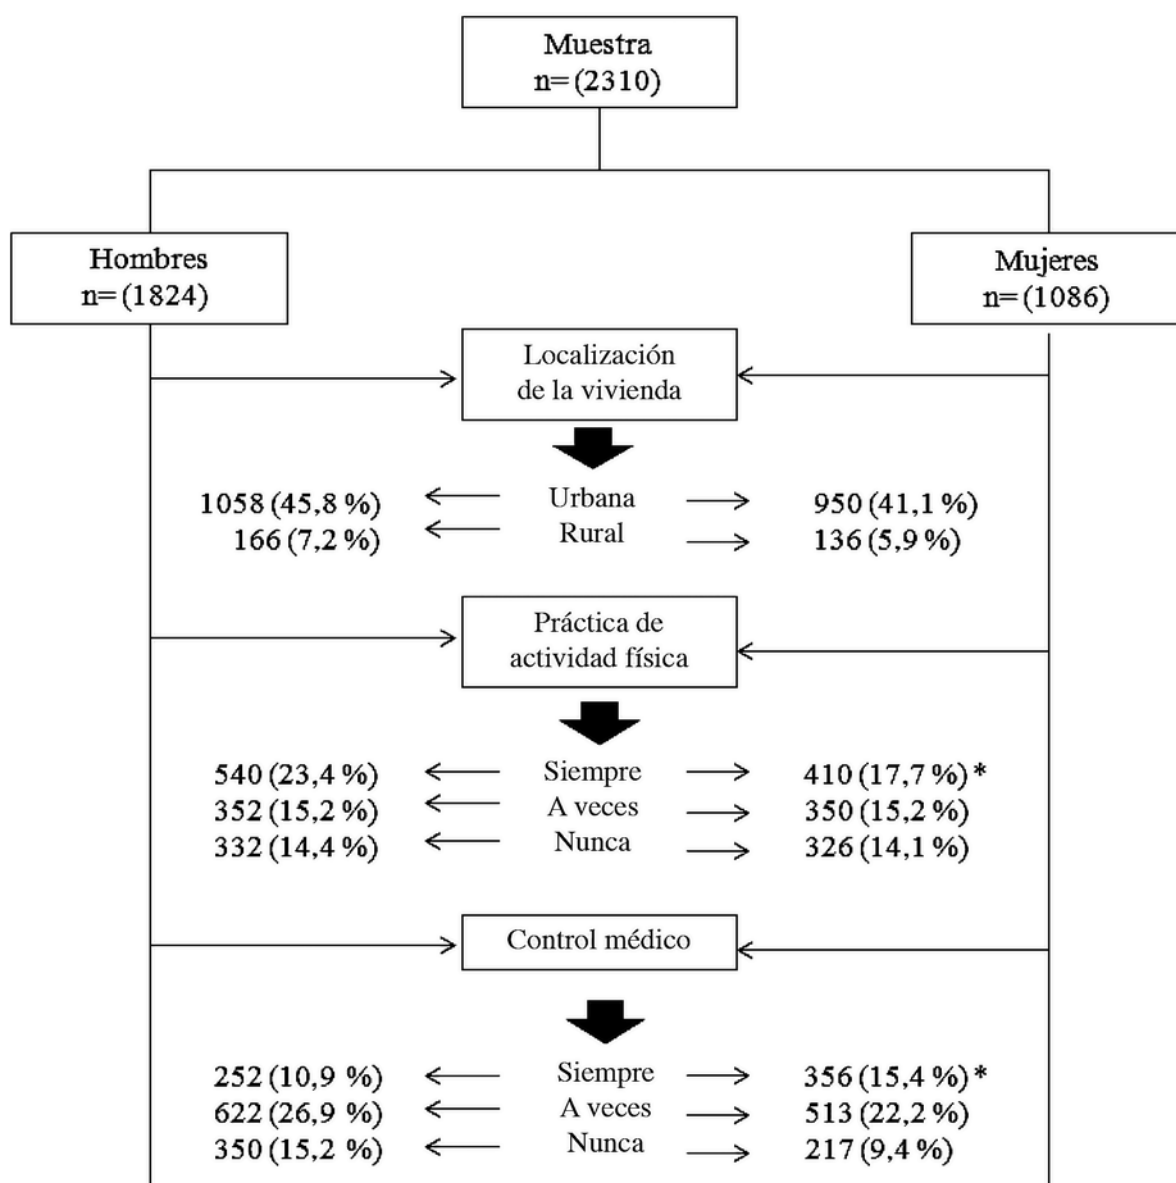 Muestra
n= (2310)
Hombres
n= (1824)
Mujeres
n= (1086)
Localización
de la vivienda
1058 (45,8 %) Urbana 950 (41,1 %)
166 (7,2 %) Rural 136 (5,9 %)
Práctica de
actividad física
540 (23,4 %) Siempre 410 (17,7 %) *
352 (15,2 %) A veces 350 (15,2 %)
332 (14,4 %) Nunca 326 (14,1 %)
Control médico
252 (10,9 %) Siempre 356 (15,4 %) *
622 (26,9 %) A veces 513 (22,2 %)
350 (15,2 %) Nunca 217 (9,4 %)